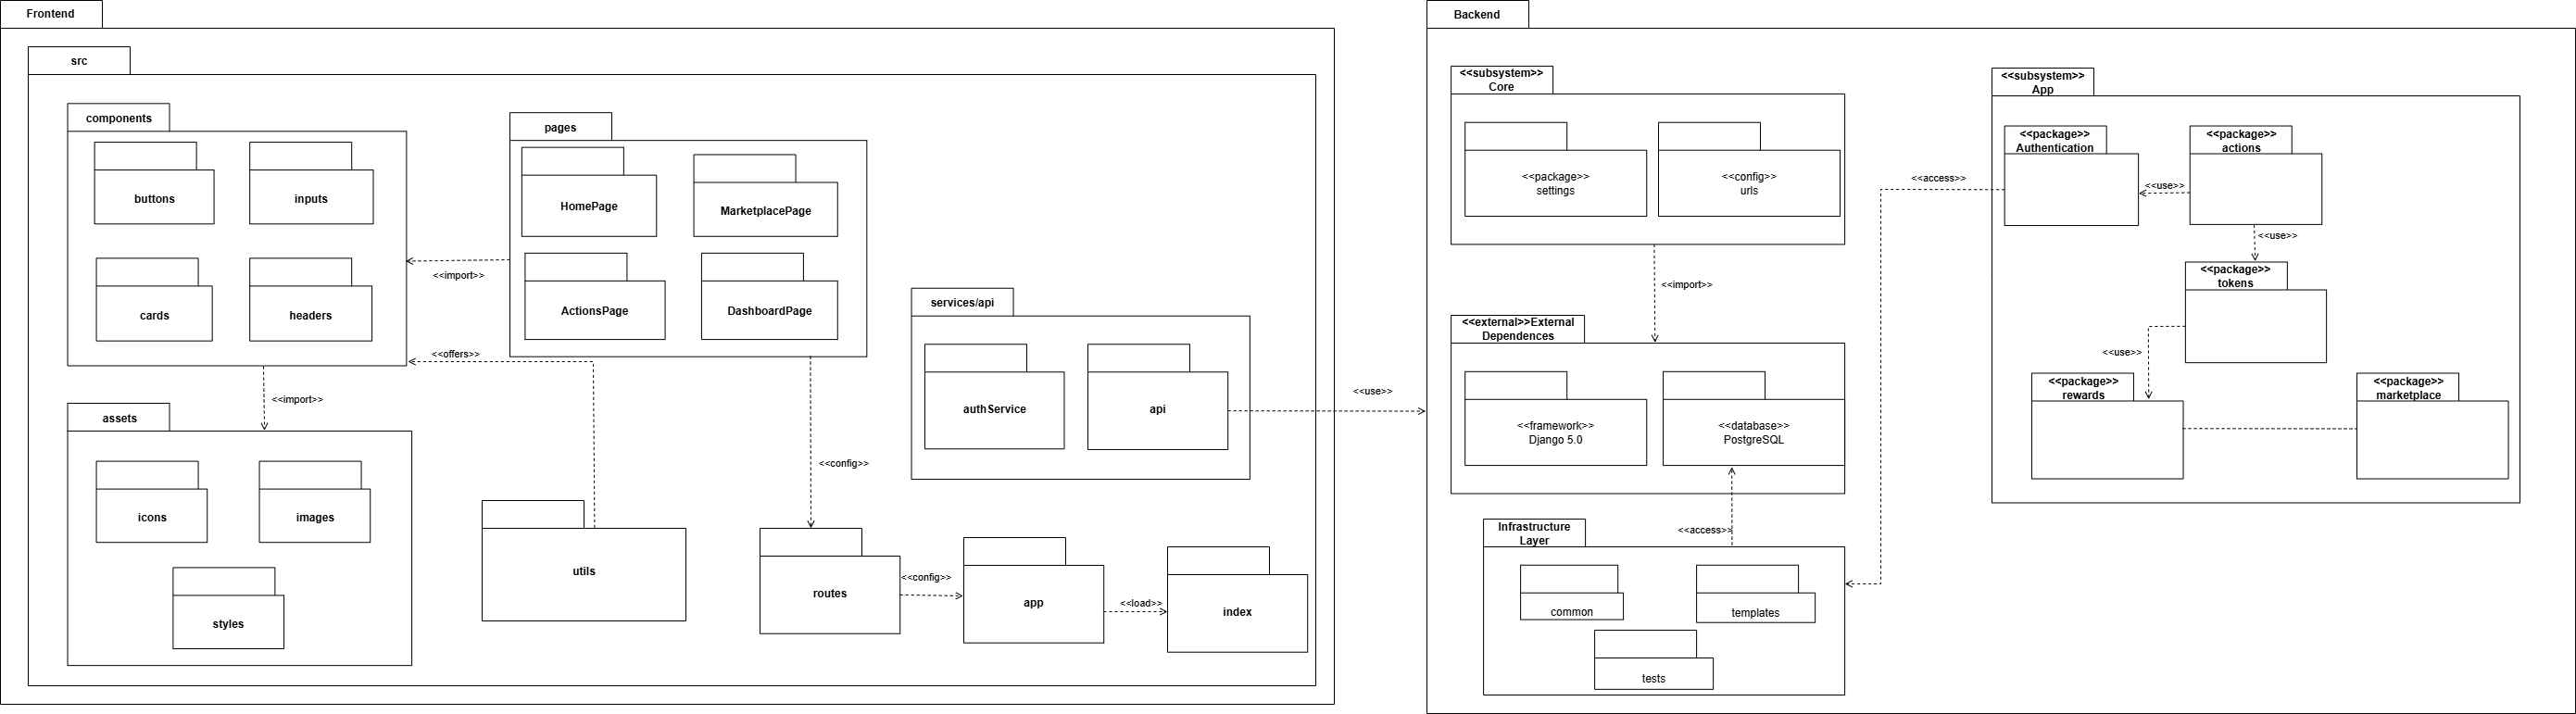 Frontend
src
components
buttons
inputs
cards
headers
<<import>>
pages
HomePage
MarketplacePage
ActionsPage
DashboardPage
<<offers>>
<<import>>
assets
icons
images
styles
utils
<<config>>
routes
<<config>>
app
<<load>>
index
services/api
authService
api
<<use>>
Backend
<<subsystem>>
Core
<<package>>
settings
<<config>>
urls
<<import>>
<<external>>External
Dependences
<<framework>>
Django 5.0
<<database>>
PostgreSQL
<<access>>
Infrastructure
Layer
common
templates
tests
<<access>>
<<subsystem>>
App
<<package>>
Authentication
<<use>>
<<package>>
actions
<<use>>
<<package>>
tokens
<<use>>
<<package>>
rewards
<<package>>
marketplace